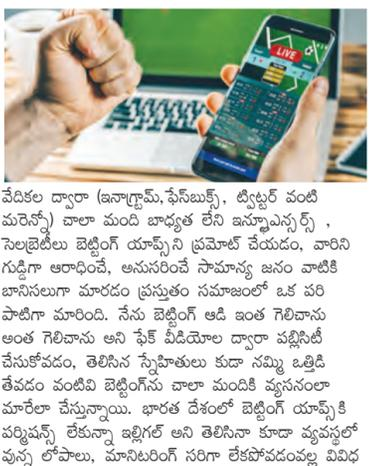 LIVE
వేదికల ద్వారా (ఇనాగ్రామ్,ఫేస్‌బుక్స్, ట్విట్టర్ వంటి
మరెన్నో) చాలా మంది బాధ్యత లేని ఇన్ఫ్లూఎన్సర్స్ ,
సెలబ్రెటీలు బెట్టింగ్ యాప్స్‌ని ప్రమోట్ చేయడం, వారిని
గుడ్డిగా ఆరాధించే, అనుసరించే సామాన్య జనం వాటికి
బానిసలుగా మారడం ప్రస్తుతం సమాజంలో ఒక పరి
పాటిగా మారింది. నేను బెట్టింగ్ ఆడి ఇంత గెలిచాను
అంత గెలిచాను అని ఫేక్ వీడియోల ద్వారా పబ్లిసిటీ
చేసుకోవడం, తెలిసిన స్నేహితులు కుడా నమ్మి ఒత్తిడి
తేవడం వంటివి బెట్టింగ్‌ను చాలా మందికి వ్యసనంలా
మారేలా చేస్తున్నాయి. భారత దేశంలో బెట్టింగ్ యాప్స్‌కి
పర్మిషన్స్ లేకున్నా ఇల్లిగల్ అని తెలిసినా కూడా వ్యవస్థలో
వున్న లోపాలు, మానిటరింగ్ సరిగా లేకపోవడంవల్ల వివిధ